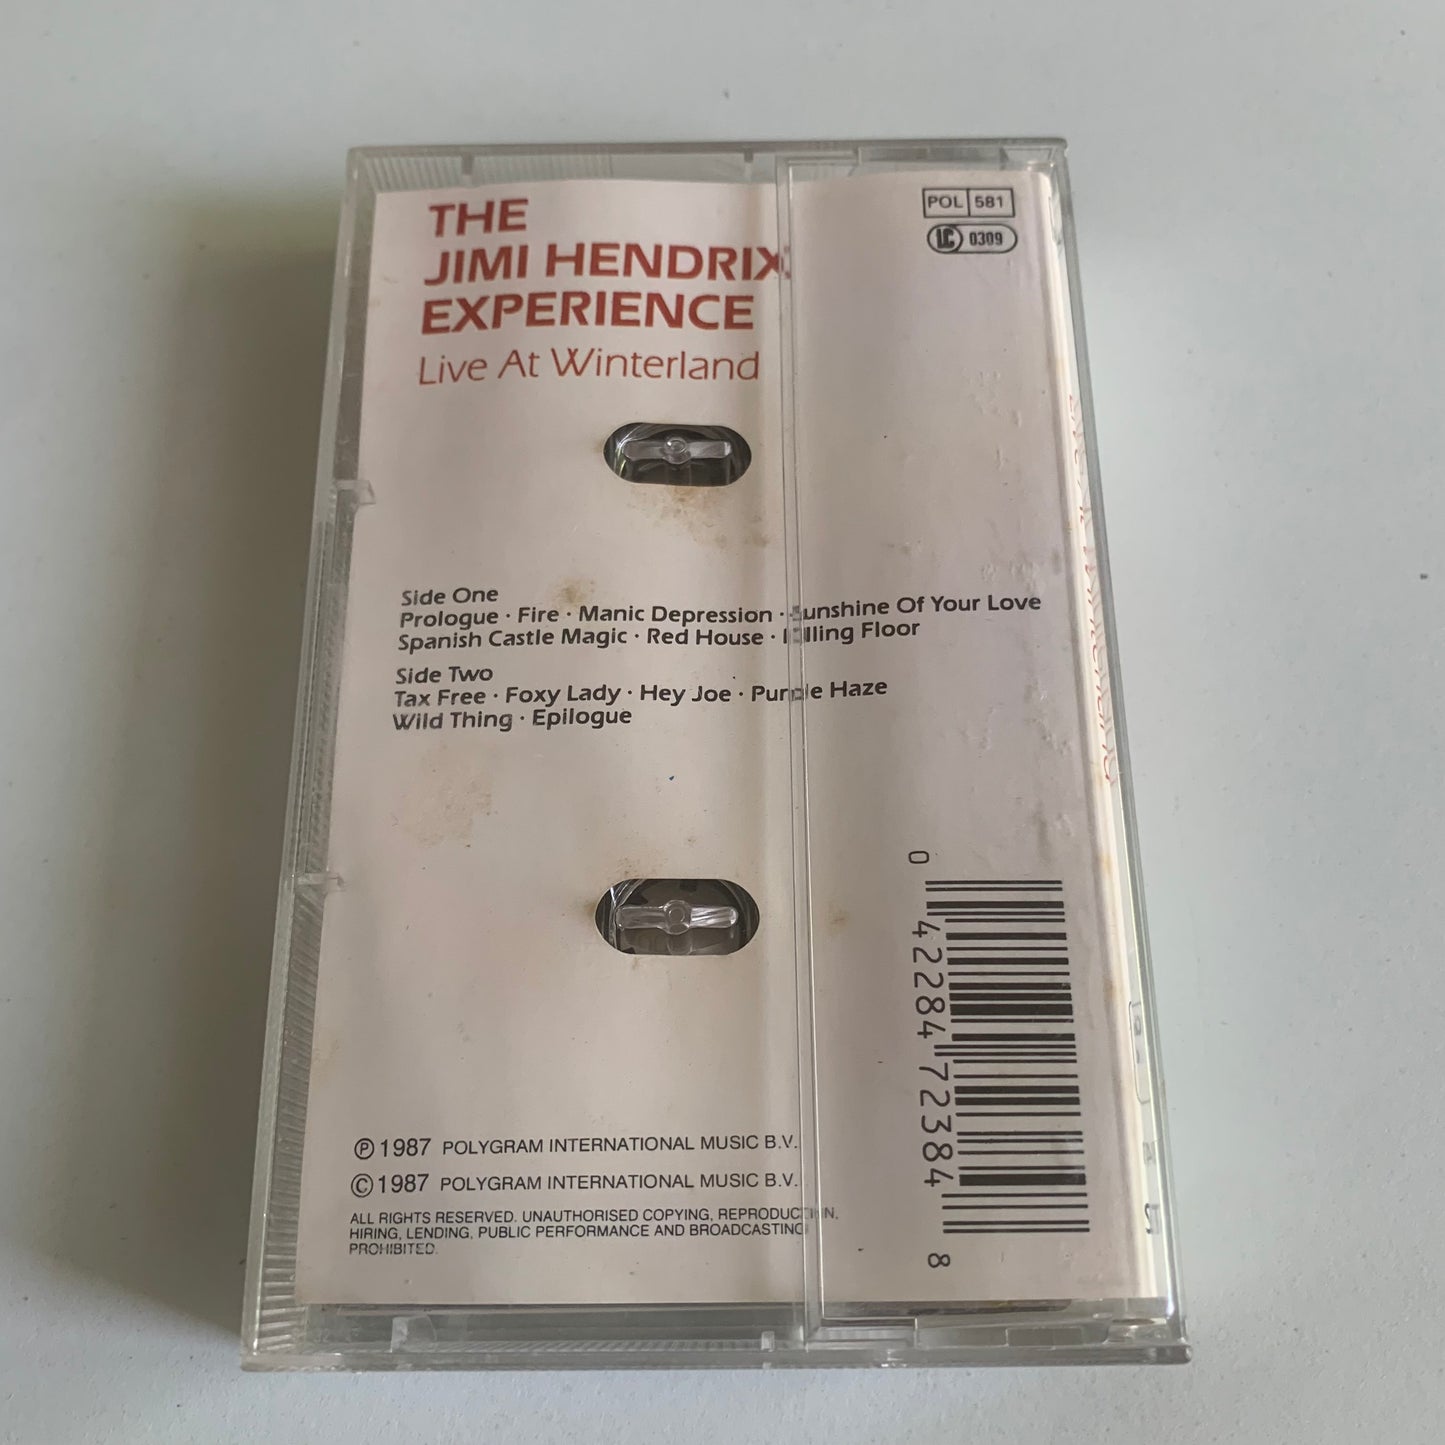 THE
JIMI HENDRIX
EXPERIENCE
Live At Winterland
POL 581
LC 0309
Side One
Prologue · Fire · Manic Depression · Sunshine Of Your Love
Spanish Castle Magic · Red House · Killing Floor
Side Two
Tax Free · Foxy Lady · Hey Joe · Purple Haze
Wild Thing · Epilogue
℗ 1987 POLYGRAM INTERNATIONAL MUSIC B.V.
© 1987 POLYGRAM INTERNATIONAL MUSIC B.V.
ALL RIGHTS RESERVED. UNAUTHORISED COPYING, REPRODUCTION,
HIRING, LENDING, PUBLIC PERFORMANCE AND BROADCASTING
PROHIBITED.
0 42284 72384 8